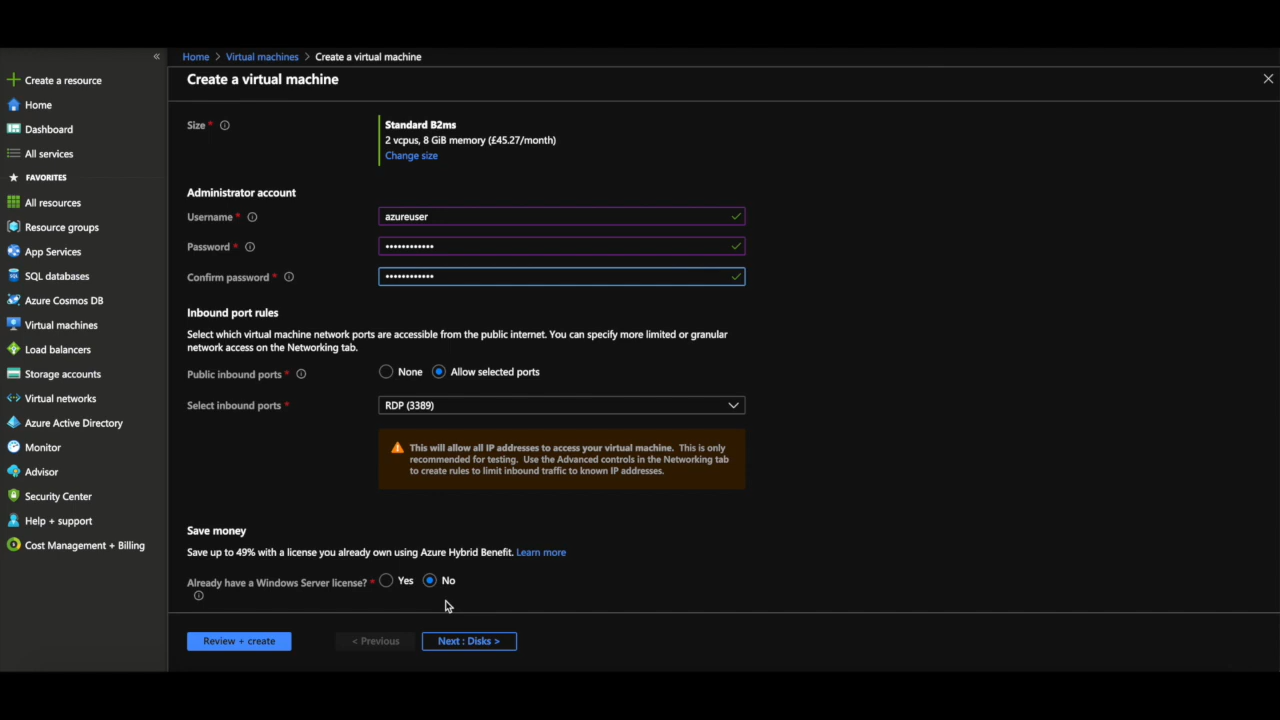 «
Home > Virtual machines > Create a virtual machine
Create a virtual machine
Create a resource
Home
Dashboard
All services
FAVORITES
All resources
Resource groups
App Services
SQL databases
Azure Cosmos DB
Virtual machines
Load balancers
Storage accounts
Virtual networks
Azure Active Directory
Monitor
Advisor
Security Center
Help + support
Cost Management + Billing
Size *
Standard B2ms
2 vcpus, 8 GiB memory (£45.27/month)
Change size
Administrator account
Username *
azureuser
Password *
••••••••••••
Confirm password *
••••••••••••
Inbound port rules
Select which virtual machine network ports are accessible from the public internet. You can specify more limited or granular
network access on the Networking tab.
Public inbound ports *
None
Allow selected ports
Select inbound ports *
RDP (3389)
This will allow all IP addresses to access your virtual machine. This is only
recommended for testing. Use the Advanced controls in the Networking tab
to create rules to limit inbound traffic to known IP addresses.
Save money
Save up to 49% with a license you already own using Azure Hybrid Benefit. Learn more
Already have a Windows Server license? *
Yes
No
Review + create
< Previous
Next : Disks >